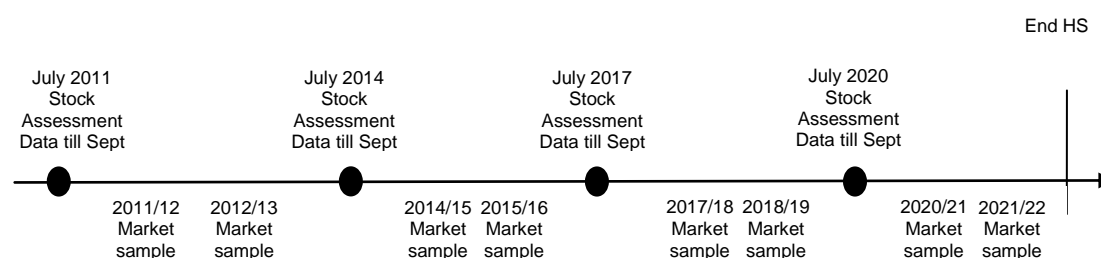 End HS
July 2011
Stock
Assessment
Data till Sept
July 2014
Stock
Assessment
Data till Sept
July 2017
Stock
Assessment
Data till Sept
July 2020
Stock
Assessment
Data till Sept
2011/12
Market
sample
2012/13
Market
sample
2014/15
Market
sample
2015/16
Market
sample
2017/18
Market
sample
2018/19
Market
sample
2020/21
Market
sample
2021/22
Market
sample